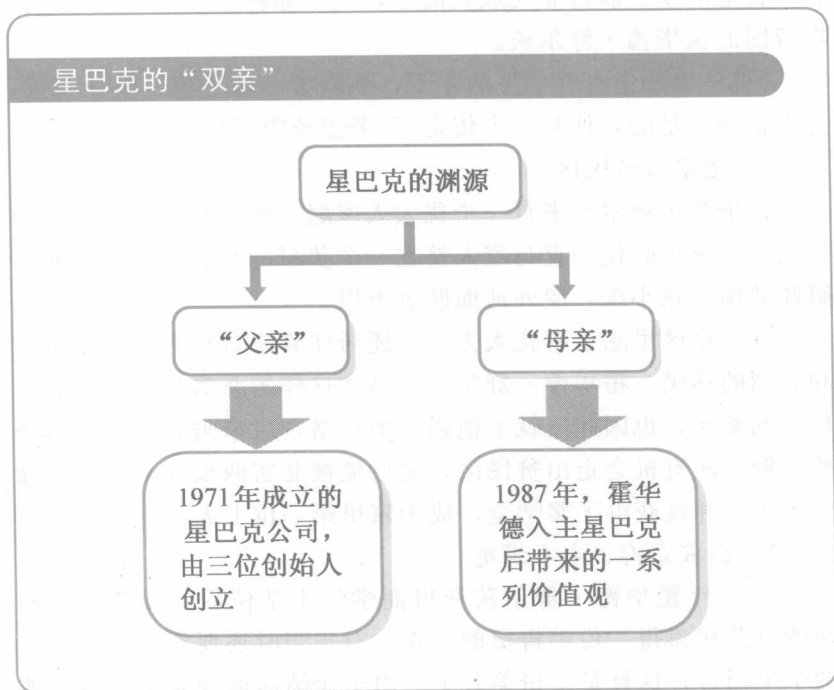 星巴克的“双亲”
星巴克的渊源
“父亲”
“母亲”
1971年成立的
星巴克公司，
由三位创始人
创立
1987年，霍华
德入主星巴克
后带来的一系
列价值观